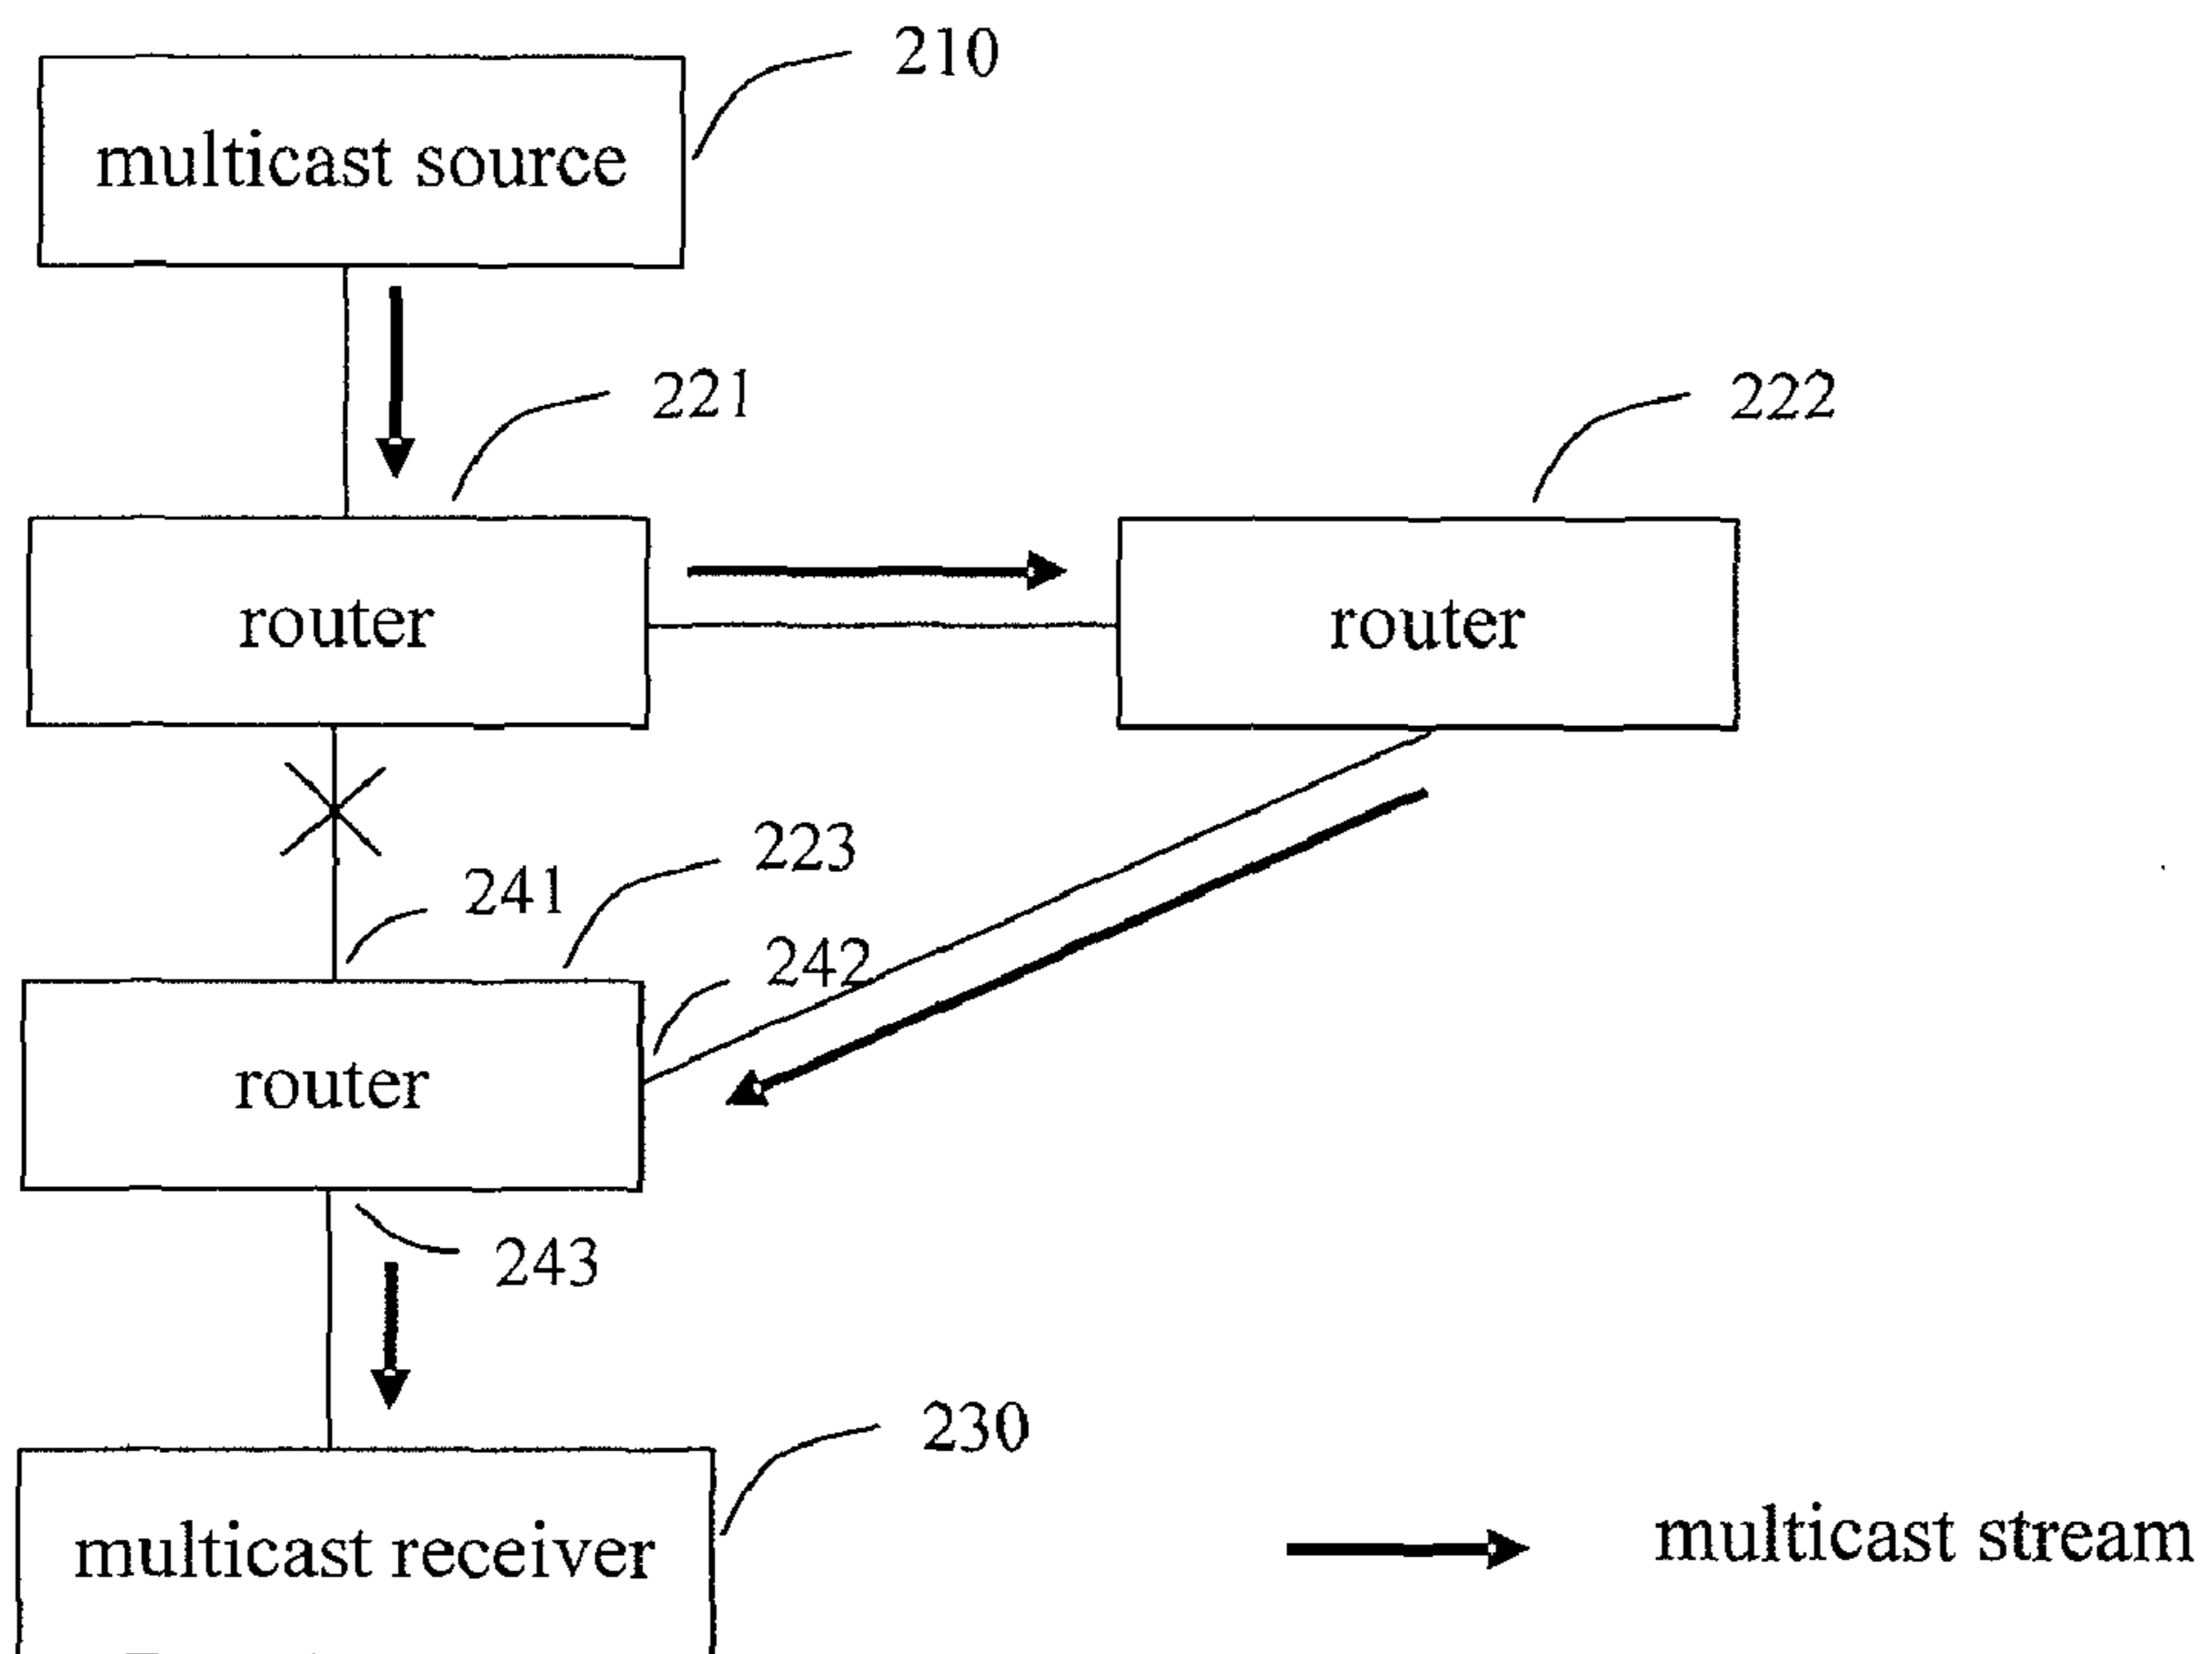 210
multicast source
221
222
router
router
223
241
242
router
243
230
multicast receiver
multicast stream